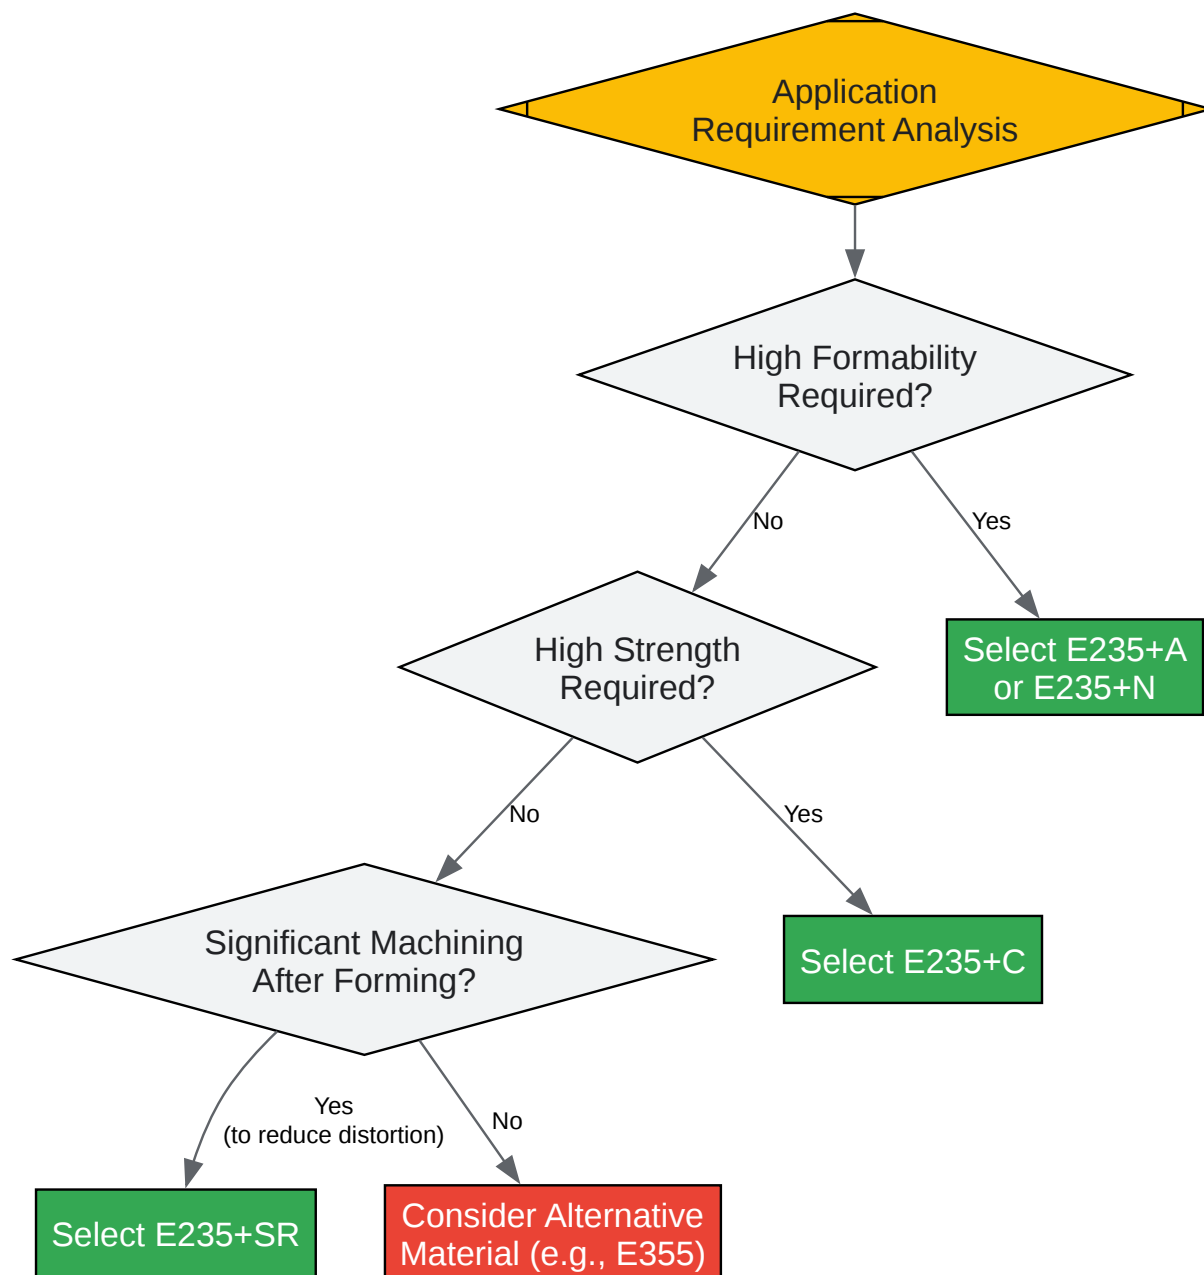 Application
Requirement Analysis
High Formability
Required?
No
Yes
High Strength
Required?
Select E235+A
or E235+N
No
Yes
Significant Machining
After Forming?
Select E235+C
Yes
(to reduce distortion)
No
Select E235+SR
Consider Alternative
Material (e.g., E355)